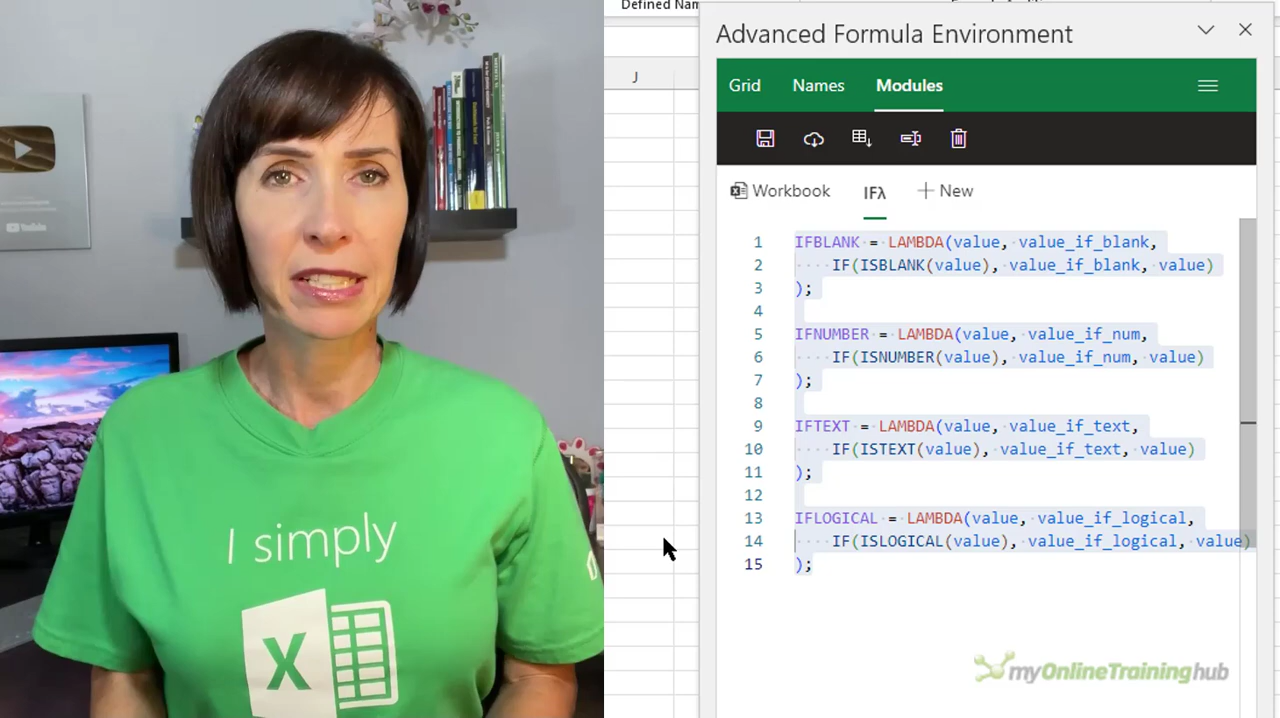 Defined Nam
J
Advanced Formula Environment
Grid Names Modules
Workbook IFλ + New
1 IFBLANK = LAMBDA(value, value_if_blank,
2 IF(ISBLANK(value), value_if_blank, value)
3 );
4
5 IFNUMBER = LAMBDA(value, value_if_num,
6 IF(ISNUMBER(value), value_if_num, value)
7 );
8
9 IFTEXT = LAMBDA(value, value_if_text,
10 IF(ISTEXT(value), value_if_text, value)
11 );
12
13 IFLOGICAL = LAMBDA(value, value_if_logical,
14 IF(ISLOGICAL(value), value_if_logical, value)
15 );
myOnlineTraininghub
I simply
X
YouTube